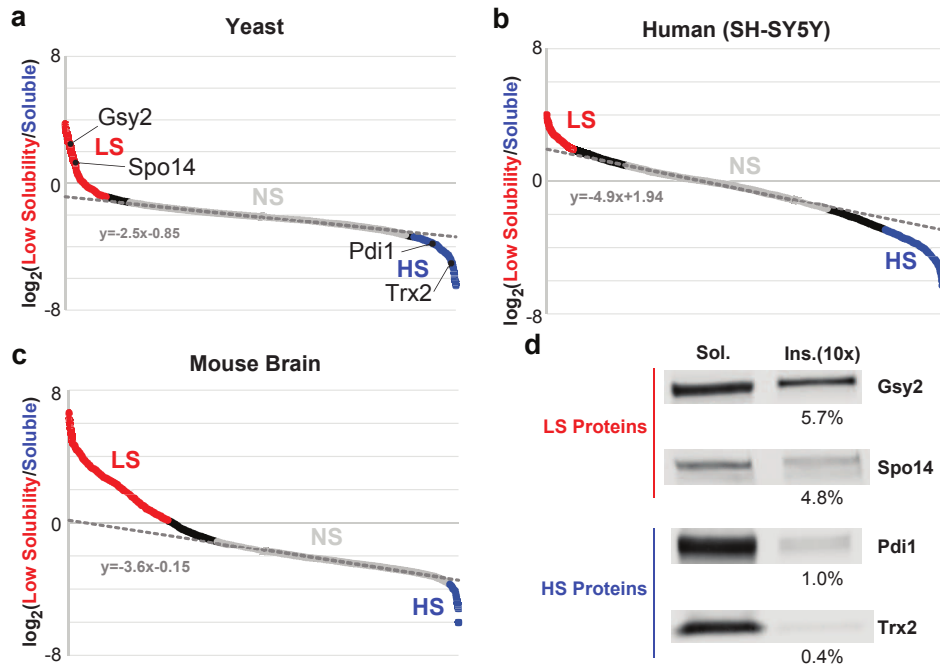 a
Yeast
log2(Low Solubility/Soluble)
8
0
-8
Gsy2
LS
Spo14
NS
y=-2.5x-0.85
Pdi1
HS
Trx2
b
Human (SH-SY5Y)
log2(Low Solubility/Soluble)
8
0
-8
LS
NS
y=-4.9x+1.94
HS
c
Mouse Brain
log2(Low Solubility/Soluble)
8
0
-8
LS
NS
y=-3.6x-0.15
HS
d
Sol.
Ins.(10x)
LS Proteins
Gsy2
5.7%
Spo14
4.8%
HS Proteins
Pdi1
1.0%
Trx2
0.4%